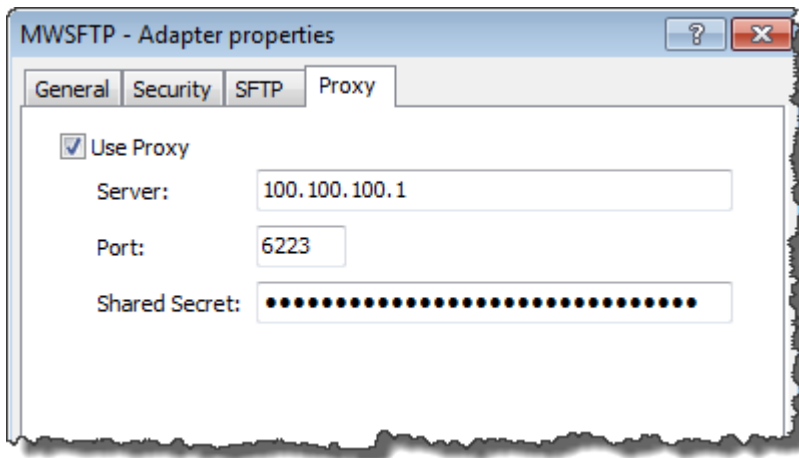 MWSFTP - Adapter properties
General Security SFTP Proxy
Use Proxy
Server: 100.100.100.1
Port: 6223
Shared Secret: •••••••••••••••••••••••••••••••